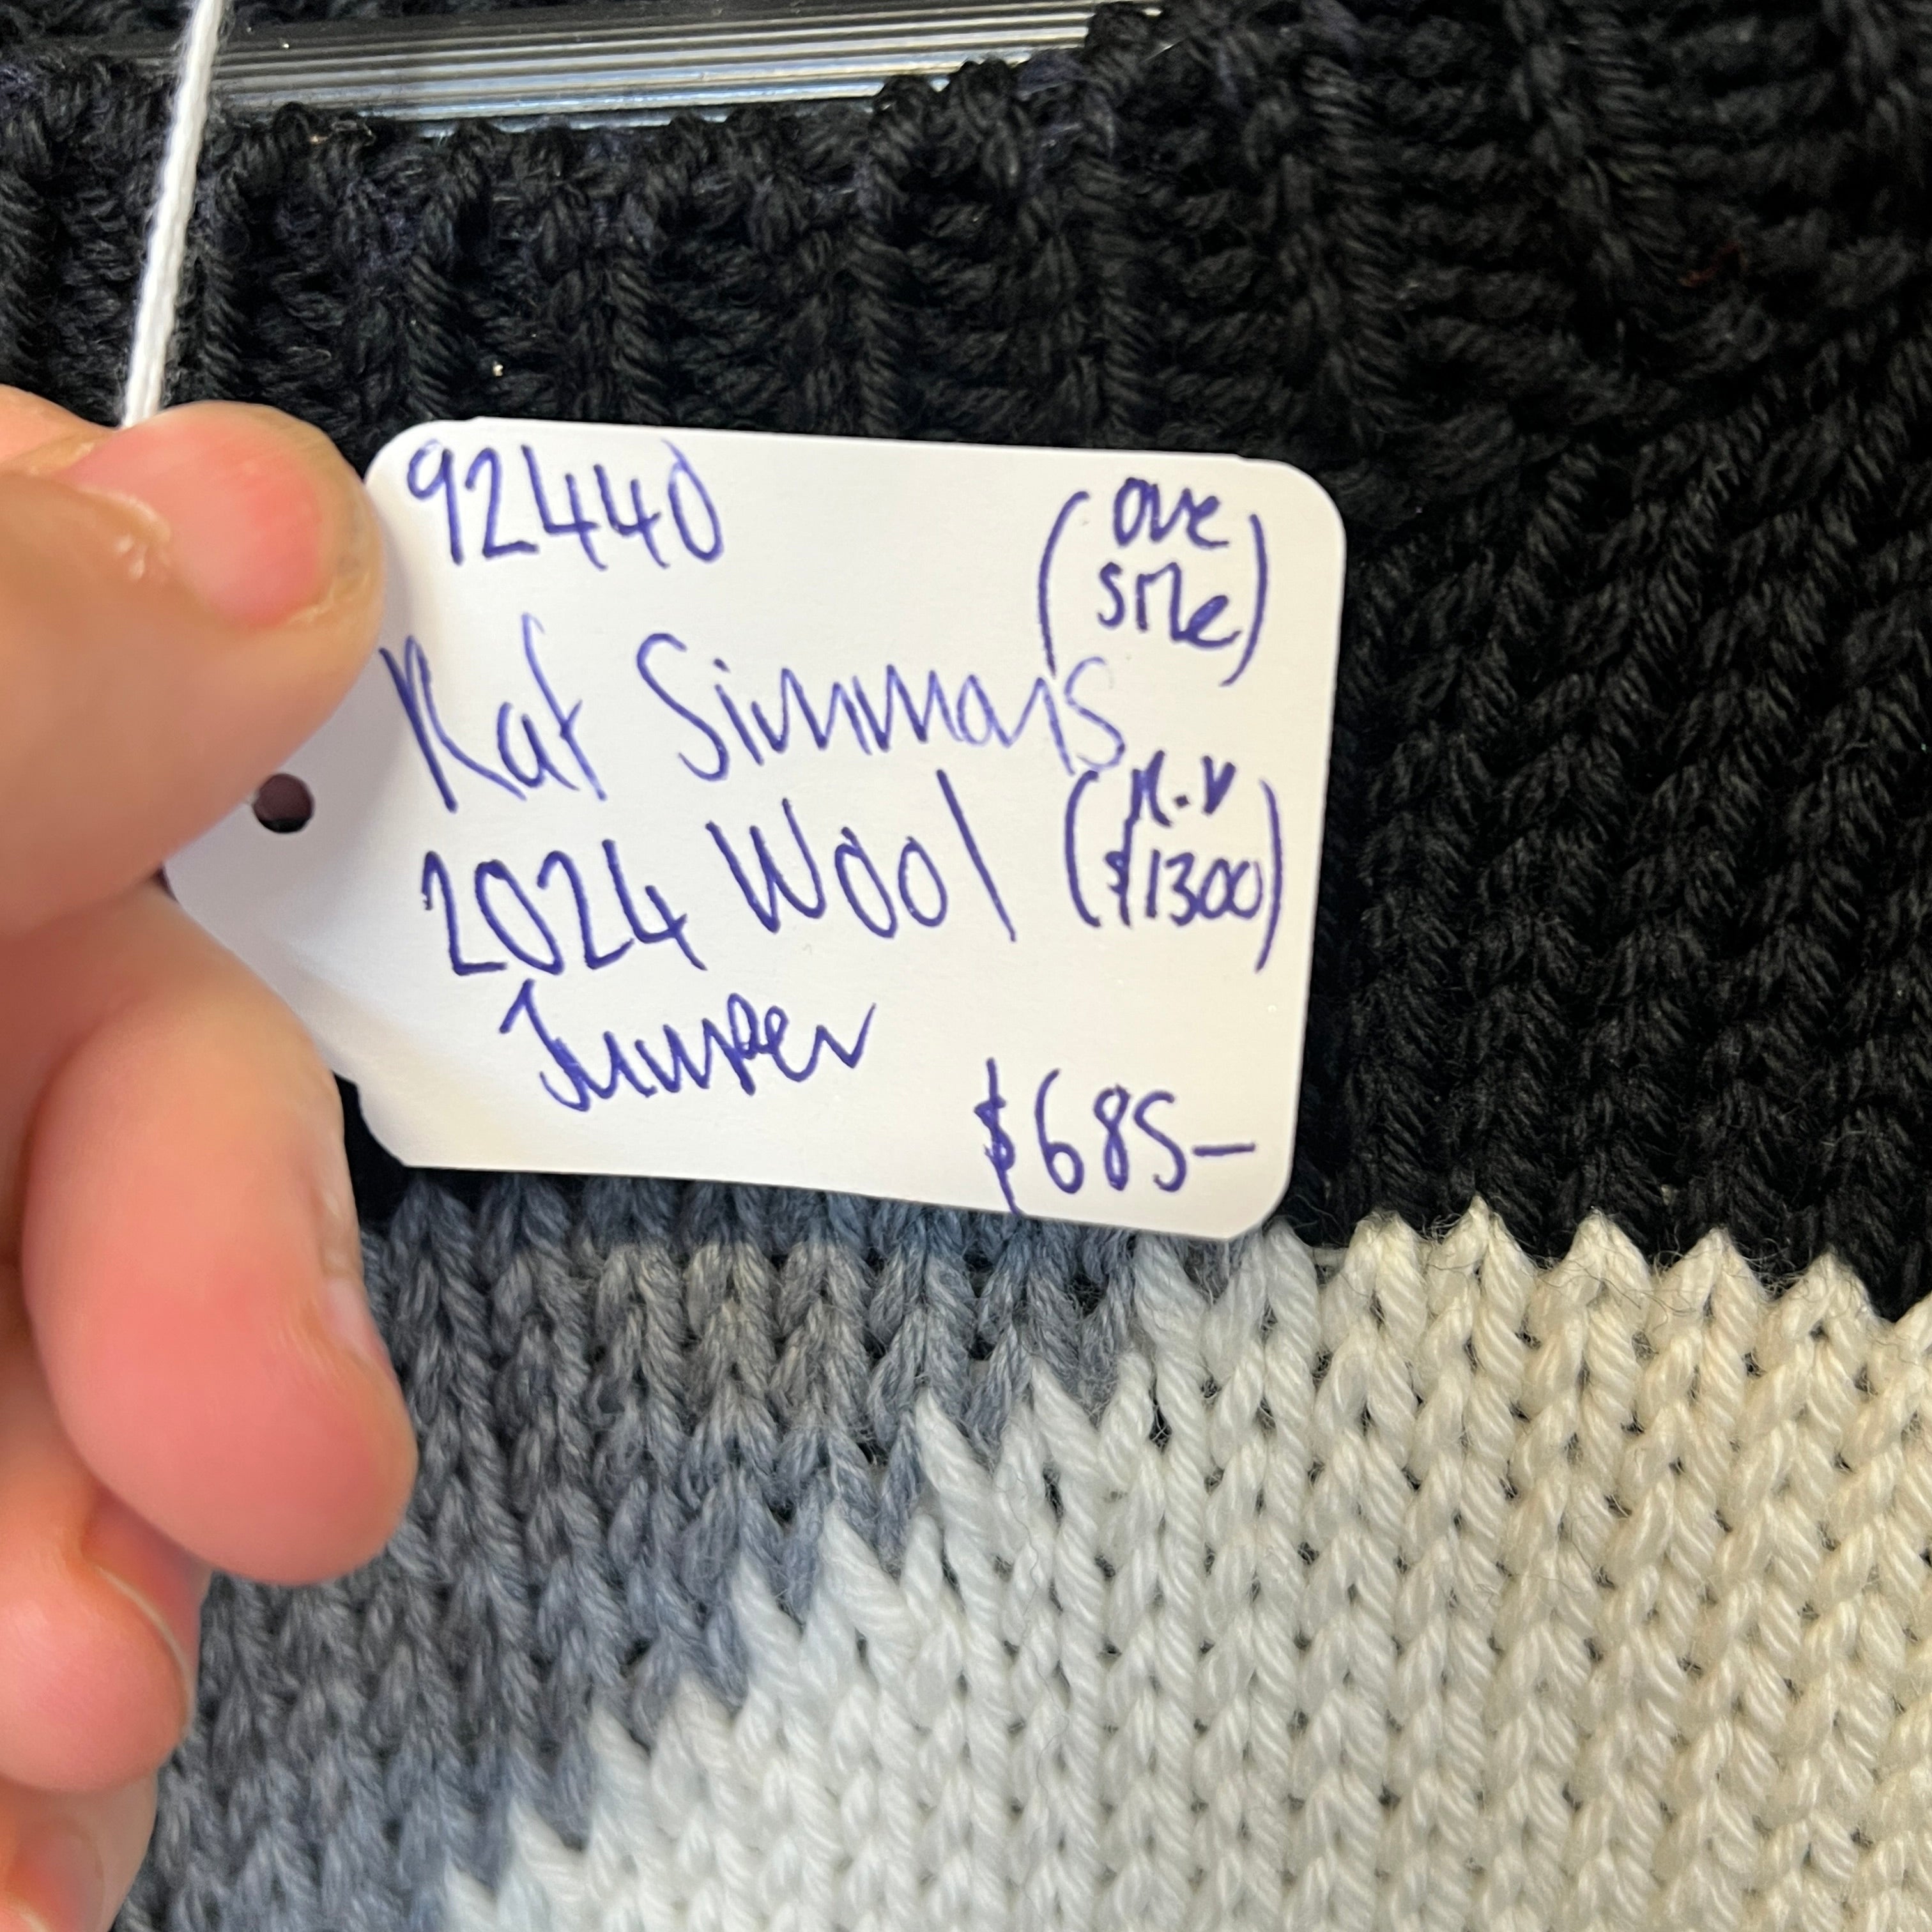 92440
(one
size)
Raf Simmons
2024 Wool
(R.V
$1300)
Jumper
$685-